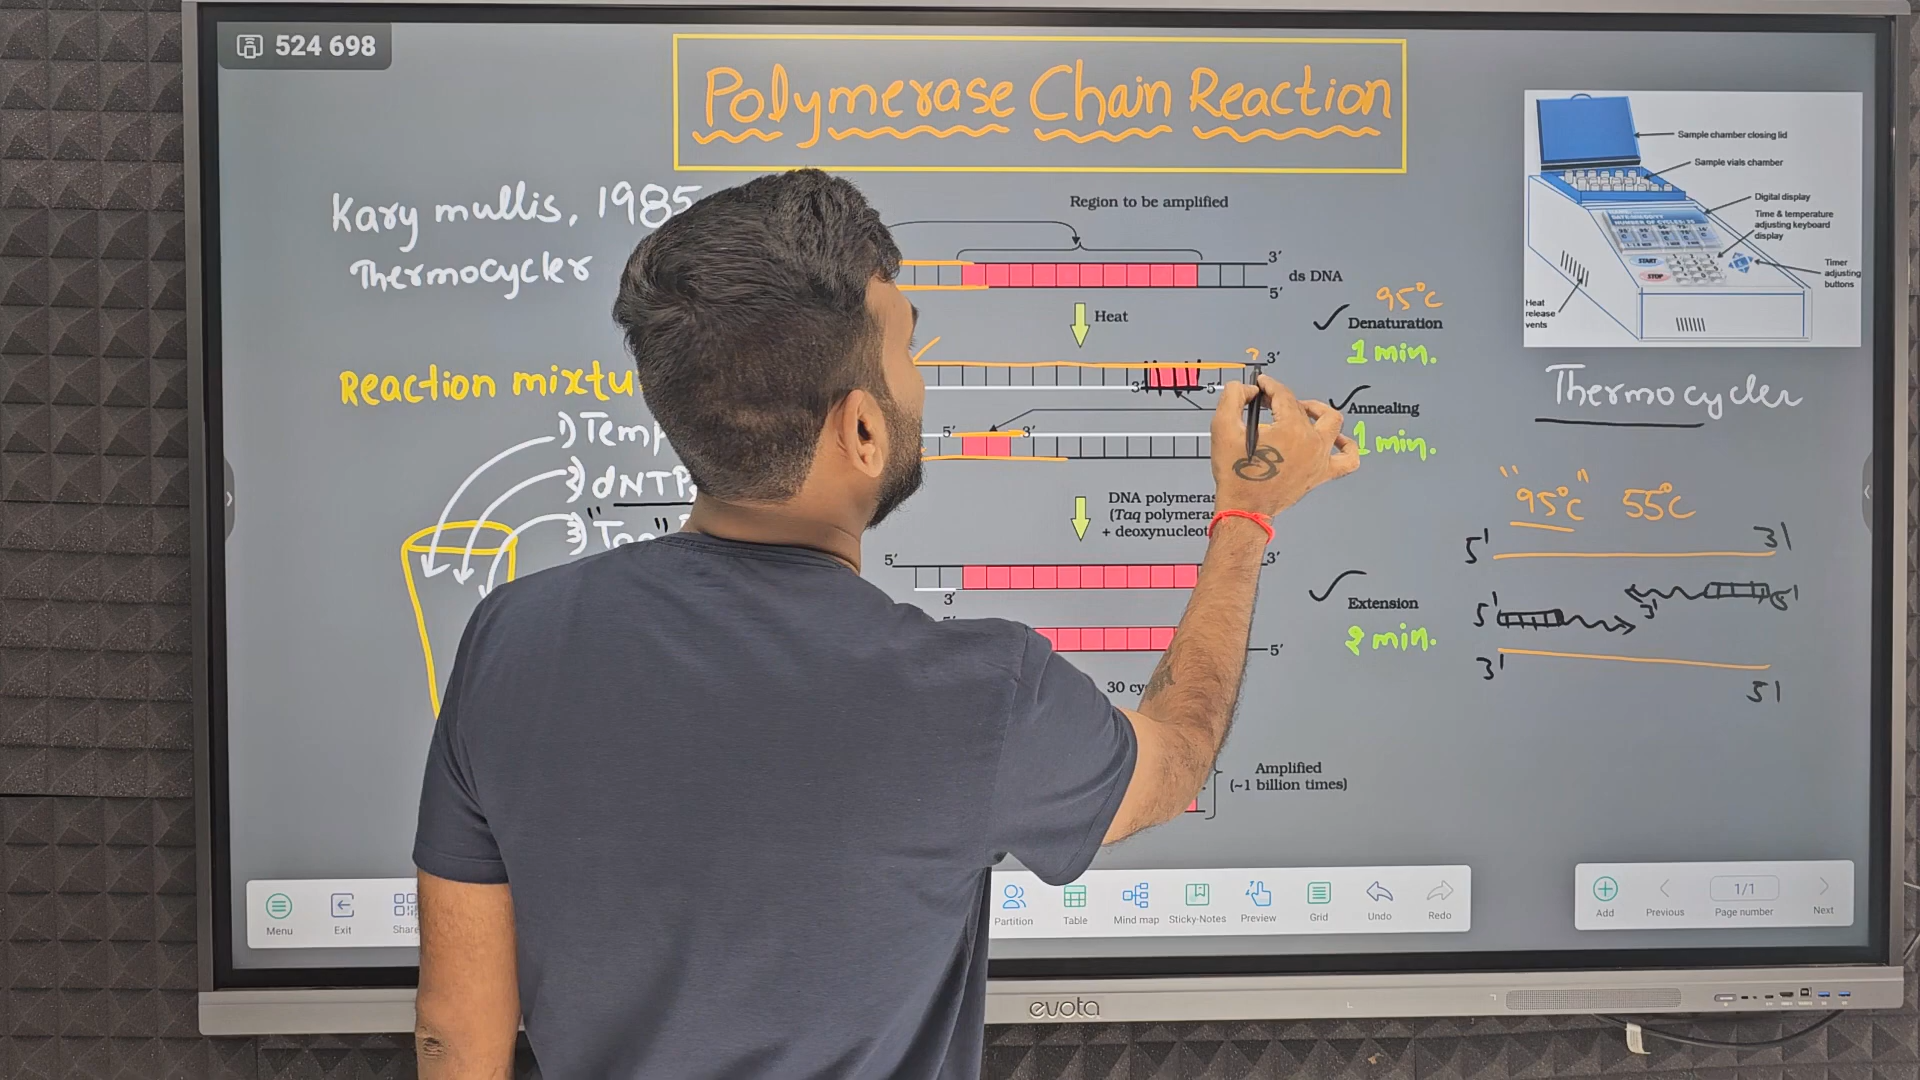 524 698
Polymerase Chain Reaction
Kary mullis, 1985
Thermocycler
Reaction mixtu
1) Temp
2) dNTPs
3) Taq
Region to be amplified
3′
ds DNA
5′
Heat
95°C
Denaturation
1 min.
?
3′
3′
5′
Annealing
1 min.
5′
3′
DNA polymeras
(Taq polymeras
+ deoxynucleot
5′
3′
3′
Extension
2 min.
5′
30 cy
Amplified
(~1 billion times)
Sample chamber closing lid
Sample vials chamber
Digital display
Time & temperature
adjusting keyboard
display
Timer
adjusting
buttons
START
STOP
Heat
release
vents
Thermocycler
"95°C" 55°C
5' 3'
3' 5'
5'
3'
5'
Menu
Exit
Share
Partition
Table
Mind map
Sticky-Notes
Preview
Grid
Undo
Redo
Add
Previous
1/1
Page number
Next
evota